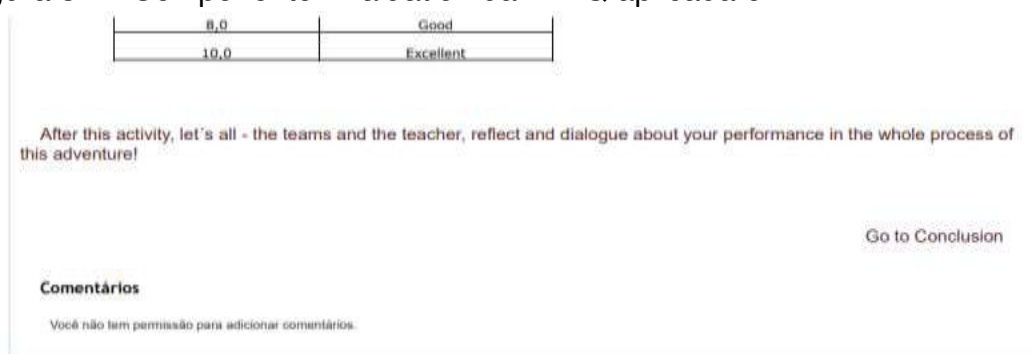 8,0 Good
10,0 Excellent
After this activity, let's all - the teams and the teacher, reflect and dialogue about your performance in the whole process of
this adventure!
Go to Conclusion
Comentários
Você não tem permissão para adicionar comentários.